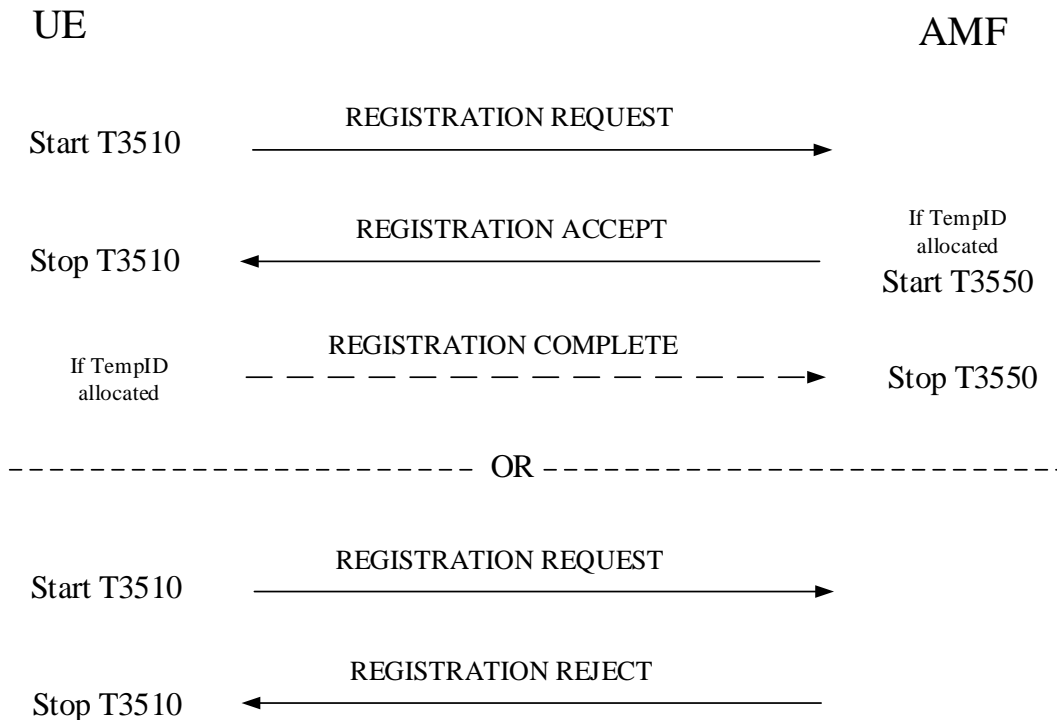 UE
AMF
REGISTRATION REQUEST
Start T3510
REGISTRATION ACCEPT
If TempID
allocated
Stop T3510
Start T3550
REGISTRATION COMPLETE
If TempID
allocated
Stop T3550
OR
REGISTRATION REQUEST
Start T3510
REGISTRATION REJECT
Stop T3510